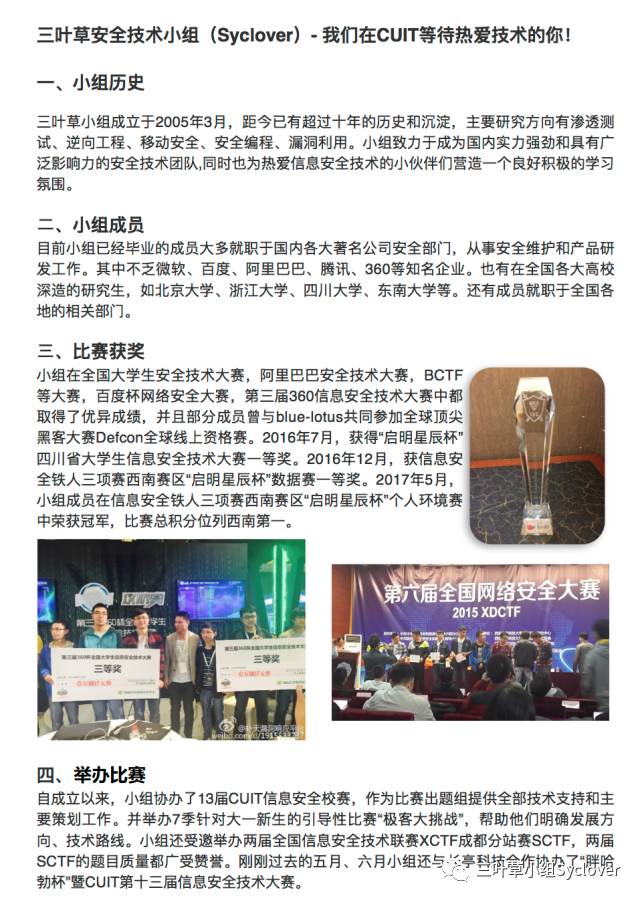 三叶草安全技术小组（Syclover）- 我们在CUIT等待热爱技术的你！
一、小组历史
三叶草小组成立于2005年3月，距今已有超过十年的历史和沉淀，主要研究方向有渗透测
试、逆向工程、移动安全、安全编程、漏洞利用。小组致力于成为国内实力强劲和具有广
泛影响力的安全技术团队,同时也为热爱信息安全技术的小伙伴们营造一个良好积极的学习
氛围。
二、小组成员
目前小组已经毕业的成员大多就职于国内各大著名公司安全部门，从事安全维护和产品研
发工作。其中不乏微软、百度、阿里巴巴、腾讯、360等知名企业。也有在全国各大高校
深造的研究生，如北京大学、浙江大学、四川大学、东南大学等。还有成员就职于全国各
地的相关部门。
三、比赛获奖
小组在全国大学生安全技术大赛，阿里巴巴安全技术大赛，BCTF
等大赛，百度杯网络安全大赛，第三届360信息安全技术大赛中都
取得了优异成绩，并且部分成员曾与blue-lotus共同参加全球顶尖
黑客大赛Defcon全球线上资格赛。2016年7月，获得“启明星辰杯”
四川省大学生信息安全技术大赛一等奖。2016年12月，获信息安
全铁人三项赛西南赛区“启明星辰杯”数据赛一等奖。2017年5月，
小组成员在信息安全铁人三项赛西南赛区“启明星辰杯”个人环境赛
中荣获冠军，比赛总积分位列西南第一。
第三届360杯全国大学生信息安全技术大赛
三等奖
壹万圆仟元整
三等奖
weibo.com/u/1915633737
第六届全国网络安全大赛
2015 XDCTF
四、举办比赛
自成立以来，小组协办了13届CUIT信息安全校赛，作为比赛出题组提供全部技术支持和主
要策划工作。并举办7季针对大一新生的引导性比赛“极客大挑战”，帮助他们明确发展方
向、技术路线。小组还受邀举办两届全国信息安全技术联赛XCTF成都分站赛SCTF，两届
SCTF的题目质量都广受赞誉。刚刚过去的五月、六月小组还与长亭科技合作协办了“胖哈
勃杯”暨CUIT第十三届信息安全技术大赛。
三叶草小组Syclover